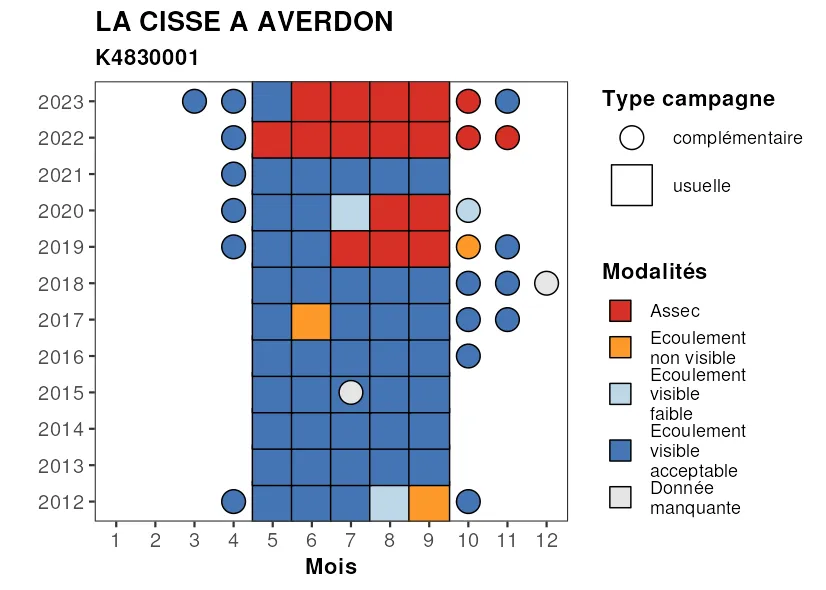 LA CISSE A AVERDON
K4830001
2023
2022
2021
2020
2019
2018
2017
2016
2015
2014
2013
2012
1 2 3 4 5 6 7 8 9 10 11 12
Mois
Type campagne
complémentaire
usuelle
Modalités
Assec
Ecoulement
non visible
Ecoulement
visible
faible
Ecoulement
visible
acceptable
Donnée
manquante